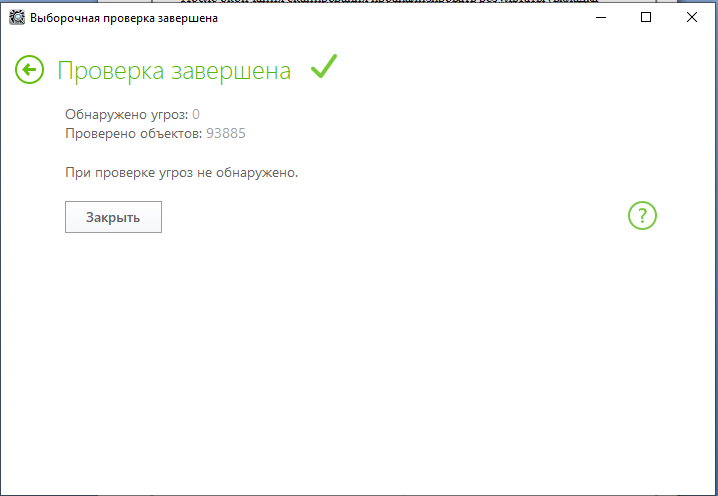 Выборочная проверка завершена
Проверка завершена
Обнаружено угроз: 0
Проверено объектов: 93885
При проверке угроз не обнаружено.
Закрыть
?